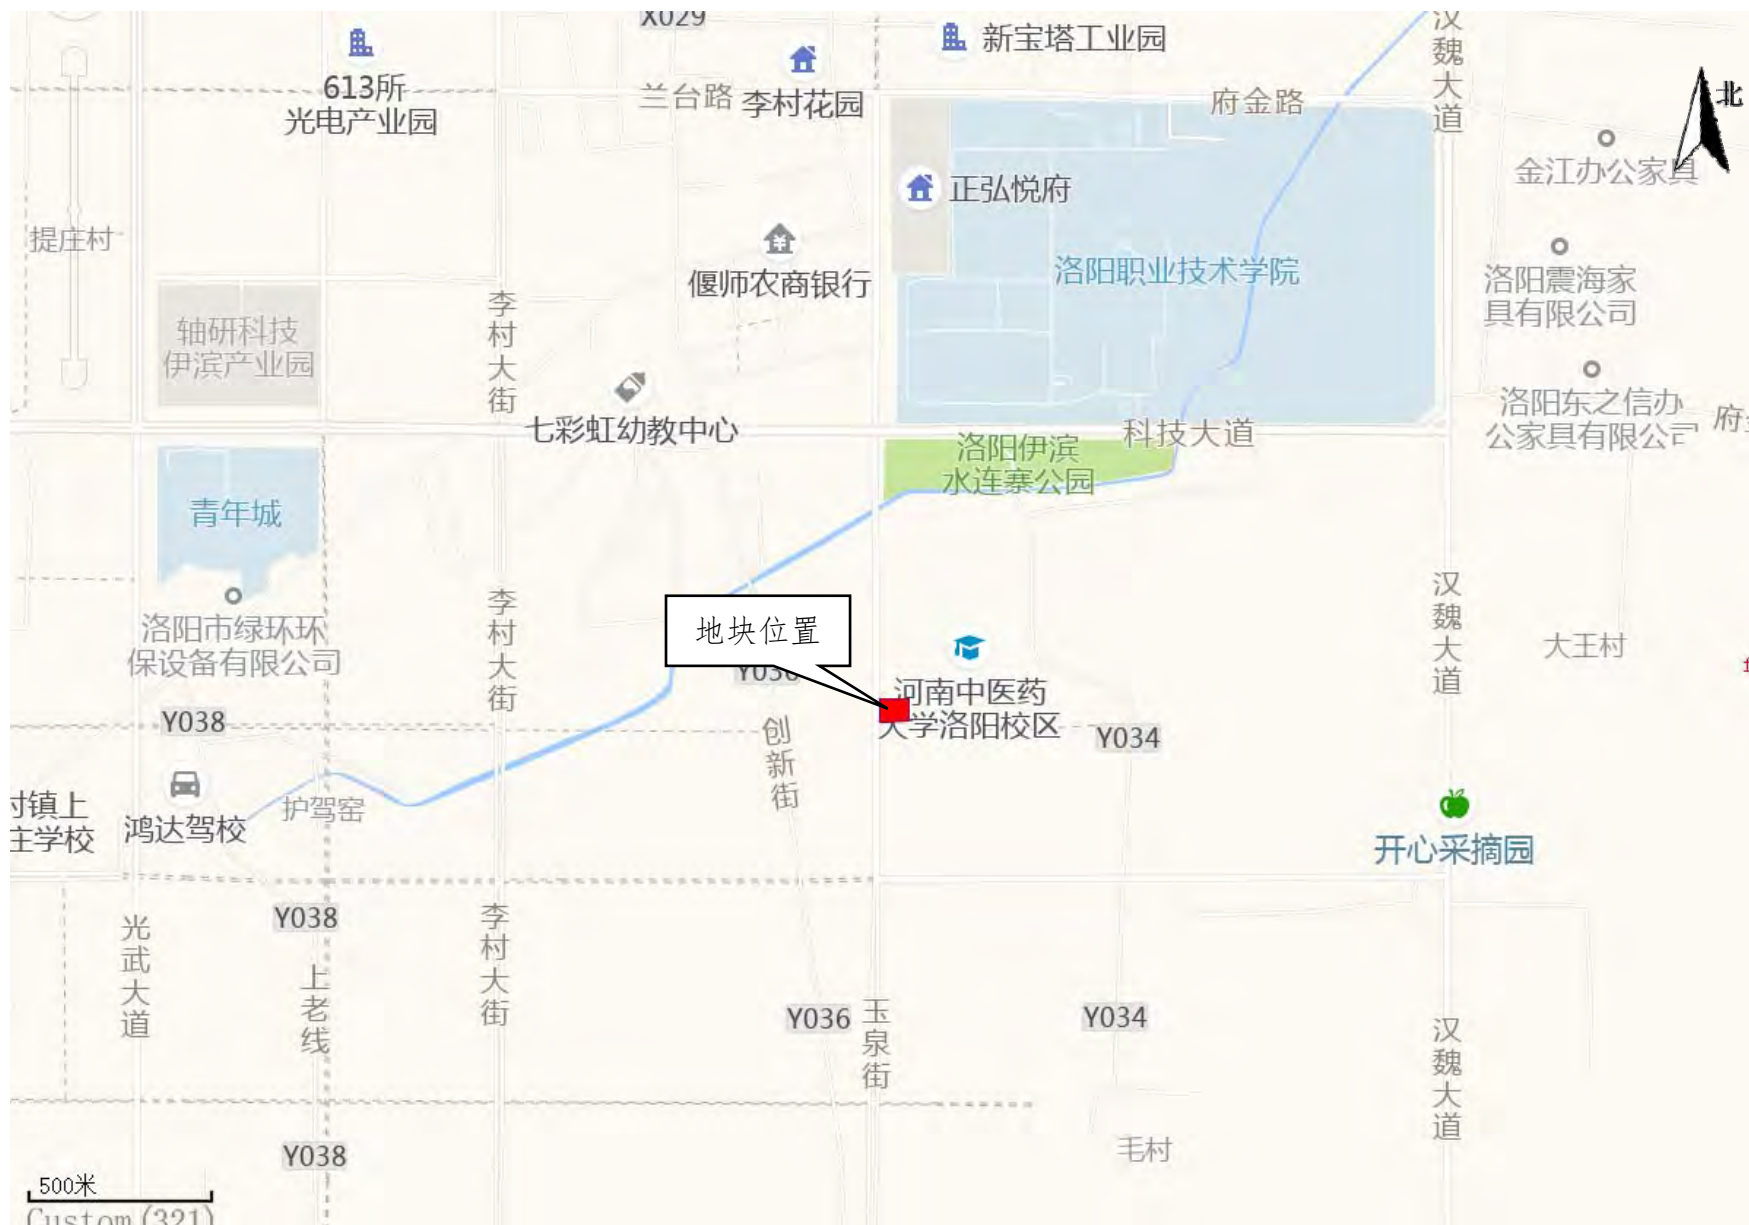 X029
新宝塔工业园
汉魏大道
北
613所
光电产业园
兰台路
李村花园
府金路
金江办公家具
正弘悦府
提庄村
偃师农商银行
洛阳职业技术学院
洛阳震海家
具有限公司
轴研科技
伊滨产业园
李村大街
七彩虹幼教中心
科技大道
洛阳东之信办
公家具有限公司
府
洛阳伊滨
水连寨公园
青年城
洛阳市绿环环
保设备有限公司
李村大街
地块位置
Y036
河南中医药
大学洛阳校区
汉魏大道
大王村
Y038
创新街
Y034
村镇上
庄学校
鸿达驾校
护驾窑
开心采摘园
光武大道
Y038
上老线
李村大街
Y036
玉泉街
Y034
汉魏大道
毛村
Y038
500米
Custom(321)